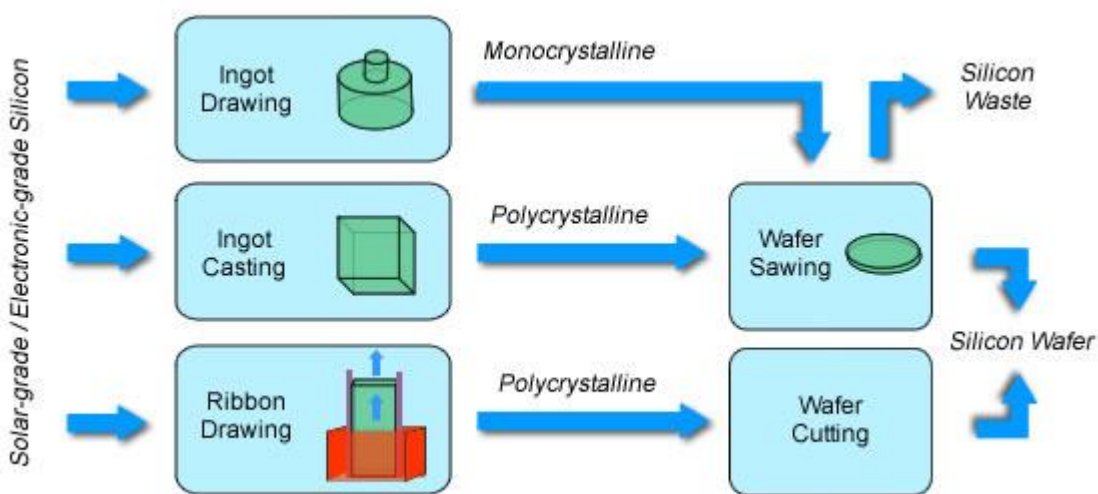 Solar-grade / Electronic-grade Silicon
Ingot
Drawing
Monocrystalline
Silicon
Waste
Ingot
Casting
Polycrystalline
Wafer
Sawing
Silicon Wafer
Ribbon
Drawing
Polycrystalline
Wafer
Cutting